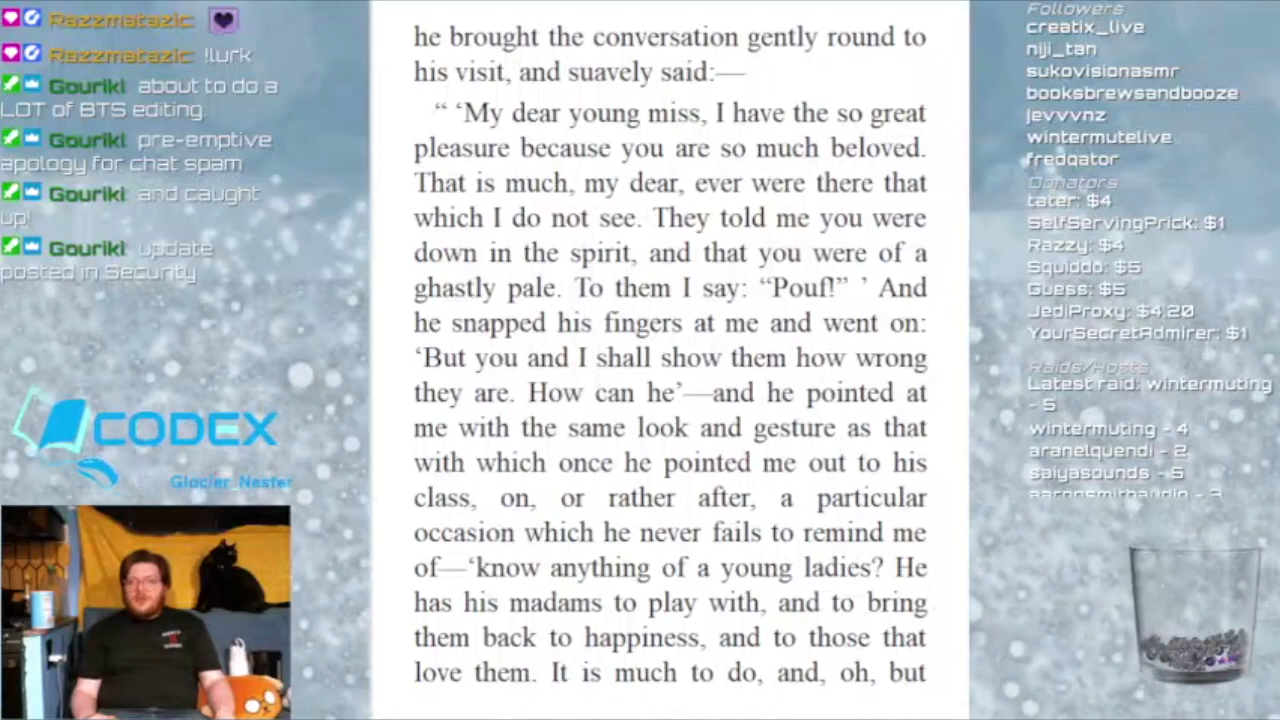 Razzmatazic:
Razzmatazic: !lurk
Gouriki: about to do a
LOT of BTS editing.
Gouriki: pre-emptive
apology for chat spam
Gouriki: and caught
up!
Gouriki: update
posted in Security
CODEX
Glacier_Nester
he brought the conversation gently round to
his visit, and suavely said:—
“ ‘My dear young miss, I have the so great
pleasure because you are so much beloved.
That is much, my dear, ever were there that
which I do not see. They told me you were
down in the spirit, and that you were of a
ghastly pale. To them I say: “Pouf!” ’ And
he snapped his fingers at me and went on:
‘But you and I shall show them how wrong
they are. How can he’—and he pointed at
me with the same look and gesture as that
with which once he pointed me out to his
class, on, or rather after, a particular
occasion which he never fails to remind me
of—‘know anything of a young ladies? He
has his madams to play with, and to bring
them back to happiness, and to those that
love them. It is much to do, and, oh, but
Followers
creatix_live
niji_tan
sukovisionasmr
booksbrewsandbooze
jevvvnz
wintermutelive
fredgator
Donators
tater: $4
SelfServingPrick: $1
Razzy: $4
Squiddo: $5
Guess: $5
JediProxy: $4.20
YourSecretAdmirer: $1
Raids/Hosts
Latest raid: wintermuting
- 5
wintermuting - 4
aranelquendi - 2
saiyasounds - 5